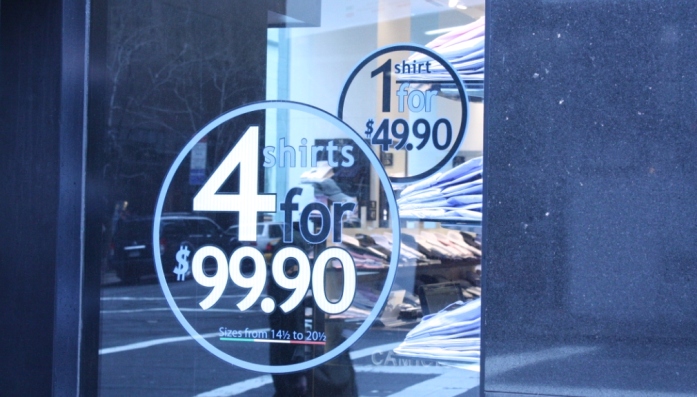 1 shirt
for
$49.90
4 shirts
for
$99.90
Sizes from 14½ to 20½